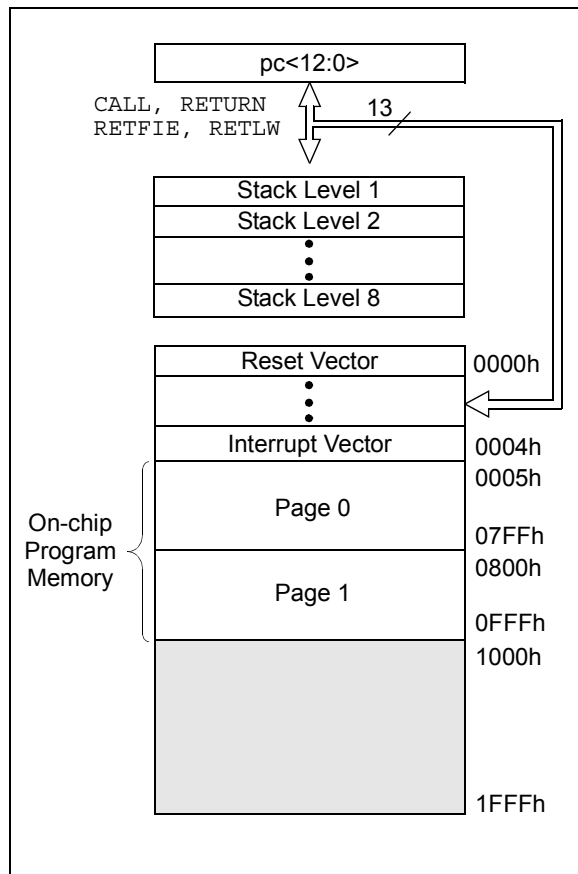 pc<12:0>
CALL, RETURN
RETFIE, RETLW
13
Stack Level 1
Stack Level 2
Stack Level 8
Reset Vector
0000h
Interrupt Vector
0004h
0005h
On-chip
Program
Memory
Page 0
07FFh
0800h
Page 1
0FFFh
1000h
1FFFh